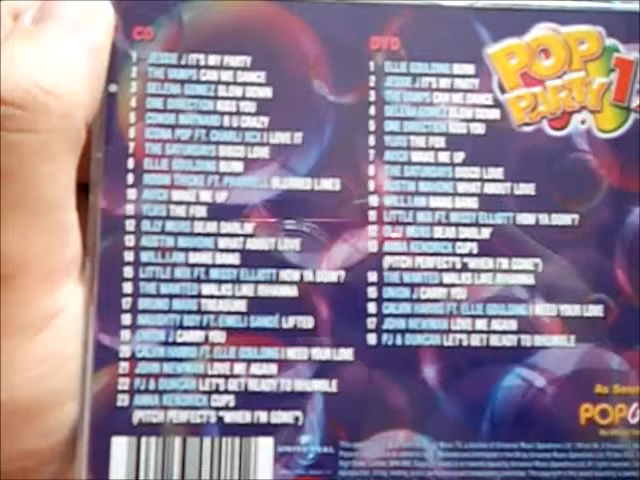 CD
1 JESSIE J IT'S MY PARTY
2 THE VAMPS CAN WE DANCE
3 SELENA GOMEZ SLOW DOWN
4 ONE DIRECTION KISS YOU
5 CONOR MAYNARD R U CRAZY
6 ICONA POP FT. CHARLI XCX I LOVE IT
7 THE SATURDAYS DISCO LOVE
8 ELLIE GOULDING BURN
9 ROBIN THICKE FT. PHARRELL BLURRED LINES
10 AVICII WAKE ME UP
11 YLVIS THE FOX
12 OLLY MURS DEAR DARLIN'
13 AUSTIN MAHONE WHAT ABOUT LOVE
14 WILL.I.AM BANG BANG
15 LITTLE MIX FT. MISSY ELLIOTT HOW YA DOIN'?
16 THE WANTED WALKS LIKE RIHANNA
17 BRUNO MARS TREASURE
18 NAUGHTY BOY FT. EMELI SANDÉ LIFTED
19 UNION J CARRY YOU
20 CALVIN HARRIS FT. ELLIE GOULDING I NEED YOUR LOVE
21 JOHN NEWMAN LOVE ME AGAIN
22 PJ & DUNCAN LET'S GET READY TO RHUMBLE
23 ANNA KENDRICK CUPS
(PITCH PERFECT'S "WHEN I'M GONE")
DVD
1 ELLIE GOULDING BURN
2 JESSIE J IT'S MY PARTY
3 THE VAMPS CAN WE DANCE
4 SELENA GOMEZ SLOW DOWN
5 ONE DIRECTION KISS YOU
6 YLVIS THE FOX
7 AVICII WAKE ME UP
8 THE SATURDAYS DISCO LOVE
9 AUSTIN MAHONE WHAT ABOUT LOVE
10 WILL.I.AM BANG BANG
11 LITTLE MIX FT. MISSY ELLIOTT HOW YA DOIN'?
12 OLLY MURS DEAR DARLIN'
13 ANNA KENDRICK CUPS
(PITCH PERFECT'S "WHEN I'M GONE")
14 THE WANTED WALKS LIKE RIHANNA
15 UNION J CARRY YOU
16 CALVIN HARRIS FT. ELLIE GOULDING I NEED YOUR LOVE
17 JOHN NEWMAN LOVE ME AGAIN
18 PJ & DUNCAN LET'S GET READY TO RHUMBLE
POP
PARTY 1
As Seen
POP
UNIVERSAL